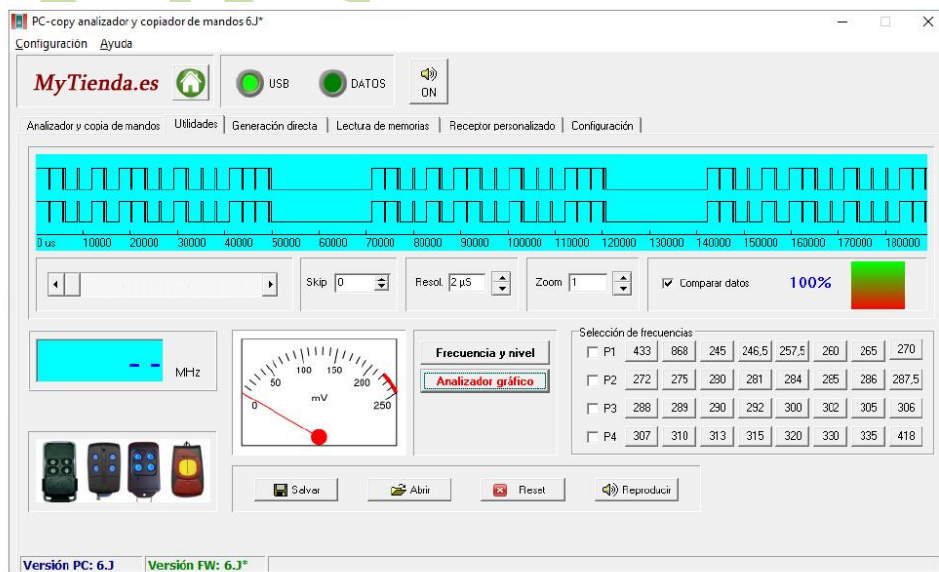 PC-copy analizador y copiador de mandos 6.J*
Configuración Ayuda
MyTienda.es USB DATOS ON
Analizador y copia de mandos Utilidades Generación directa Lectura de memorias Receptor personalizado Configuración
0 us 10000 20000 30000 40000 50000 60000 70000 80000 90000 100000 110000 120000 130000 140000 150000 160000 170000 180000
Skip 0 Resol. 2 µS Zoom 1 Comparar datos 100%
Selección de frecuencias
P1 433 868 245 246,5 257,5 260 265 270
P2 272 275 280 281 284 285 286 287,5
P3 288 289 290 292 300 302 305 306
P4 307 310 313 315 320 330 335 418
-- MHz
0 50 100 150 200 250
mV
Frecuencia y nivel
Analizador gráfico
Salvar Abrir Reset Reproducir
Versión PC: 6.J Versión FW: 6.J*